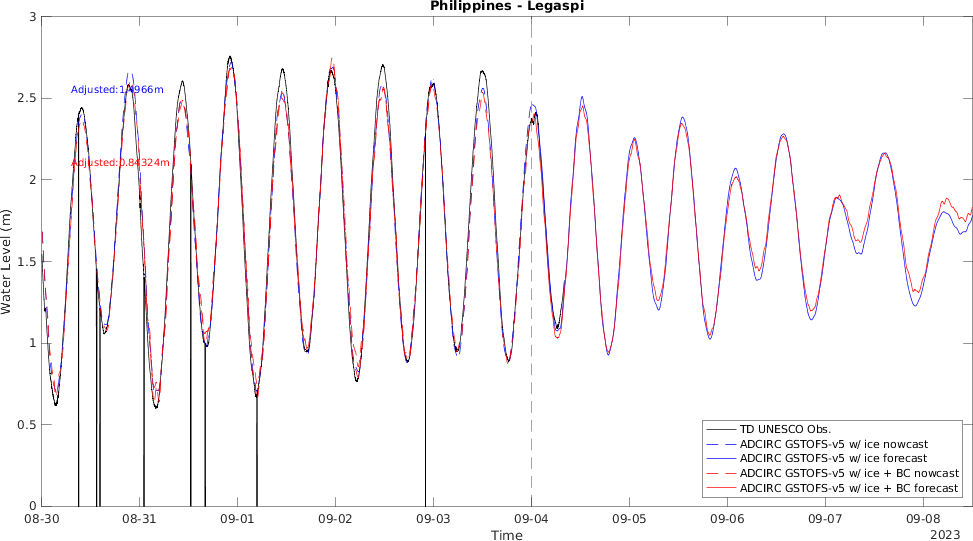 Philippines - Legaspi
3
2.5
2
1.5
1
0.5
0
Water Level (m)
Adjusted:0.84324m
TD UNESCO Obs.
ADCIRC GSTOFS-v5 w/ ice nowcast
ADCIRC GSTOFS-v5 w/ ice forecast
ADCIRC GSTOFS-v5 w/ ice + BC nowcast
ADCIRC GSTOFS-v5 w/ ice + BC forecast
08-30 08-31 09-01 09-02 09-03 09-04 09-05 09-06 09-07 09-08
Time
2023